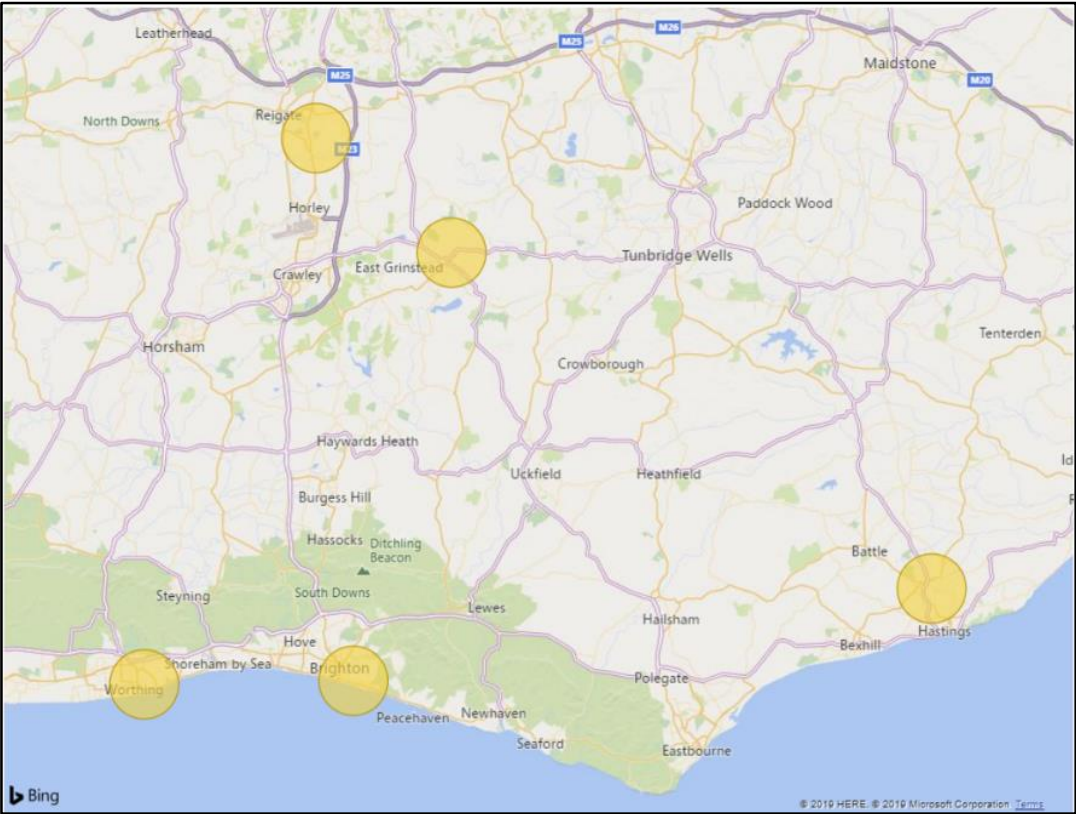 Leatherhead
M25
M26
Maidstone
M20
M25
North Downs
Reigate
M23
Paddock Wood
Horley
Tunbridge Wells
East Grinstead
Crawley
Tenterden
Horsham
Crowborough
Haywards Heath
Uckfield
Heathfield
Id
Burgess Hill
Hassocks
Ditchling
Beacon
Battle
Steyning
South Downs
Lewes
Hailsham
Hastings
Hove
Bexhill
Shoreham by Sea
Brighton
Polegate
Worthing
Peacehaven
Newhaven
Seaford
Eastbourne
Bing
© 2019 HERE, © 2019 Microsoft Corporation Terms